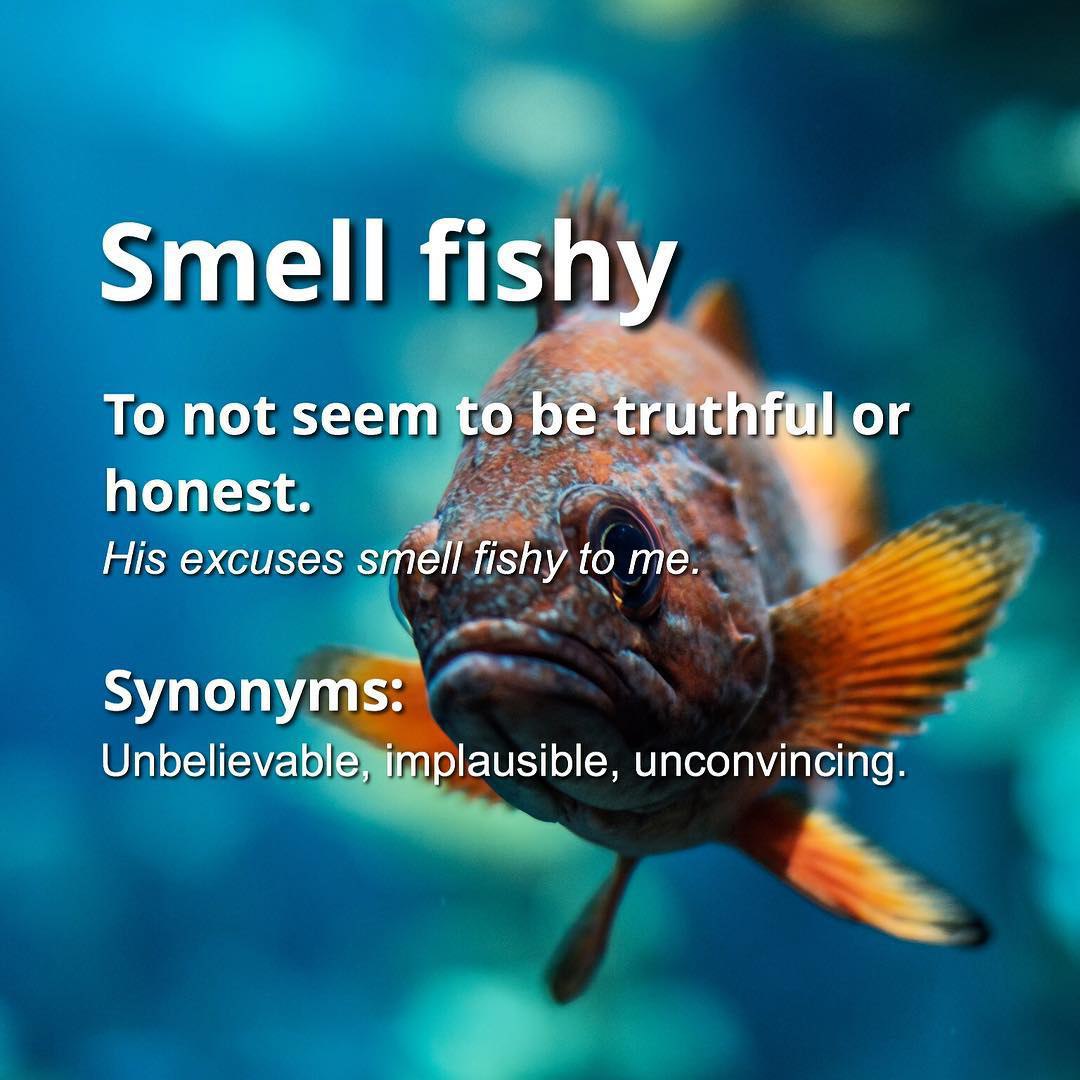 Smell fishy
To not seem to be truthful or
honest.
His excuses smell fishy to me.
Synonyms:
Unbelievable, implausible, unconvincing.